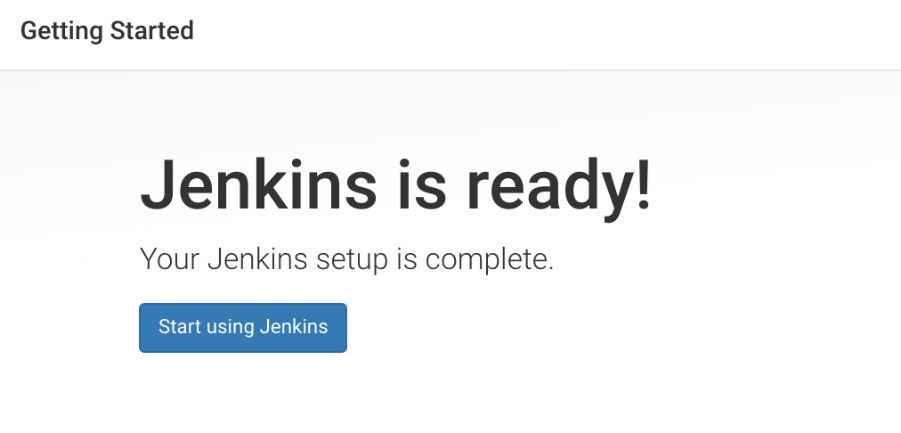 Getting Started
Jenkins is ready!
Your Jenkins setup is complete.
Start using Jenkins